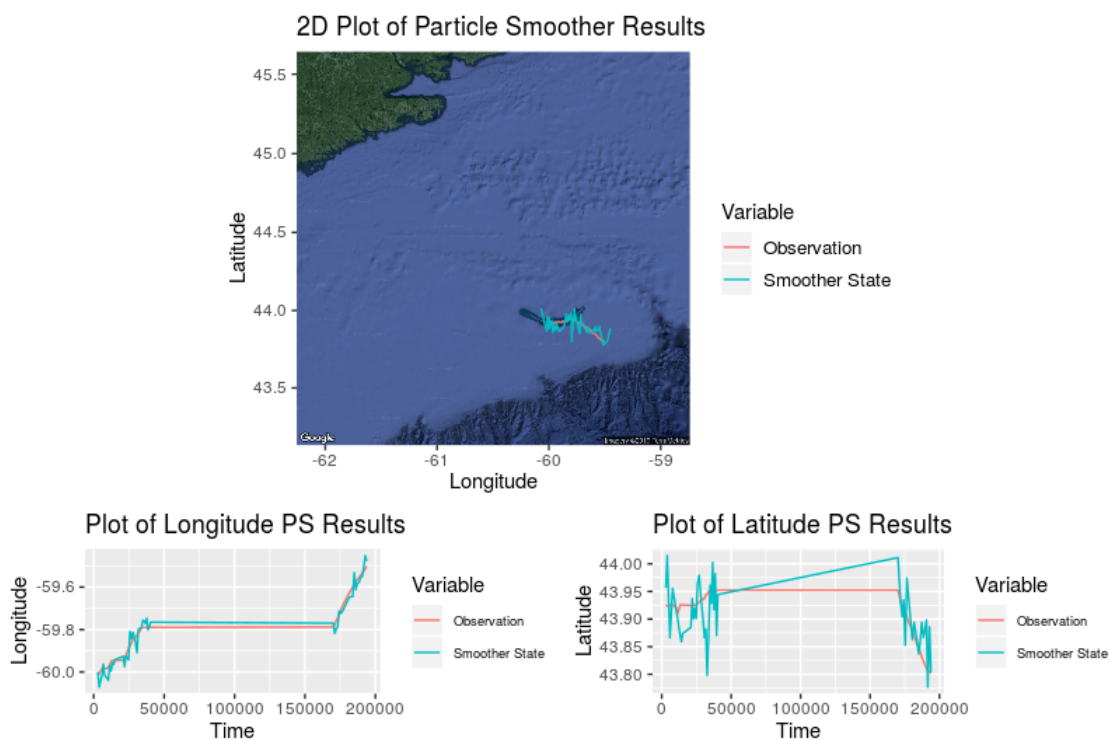 2D Plot of Particle Smoother Results
45.5
45.0
44.5
44.0
43.5
Latitude
Google
-62 -61 -60 -59
Longitude
Variable
Observation
Smoother State
Plot of Longitude PS Results
-59.6
-59.8
-60.0
Longitude
0 50000 100000 150000 200000
Time
Variable
Observation
Smoother State
Plot of Latitude PS Results
44.00
43.95
43.90
43.85
43.80
Latitude
0 50000 100000 150000 200000
Time
Variable
Observation
Smoother State